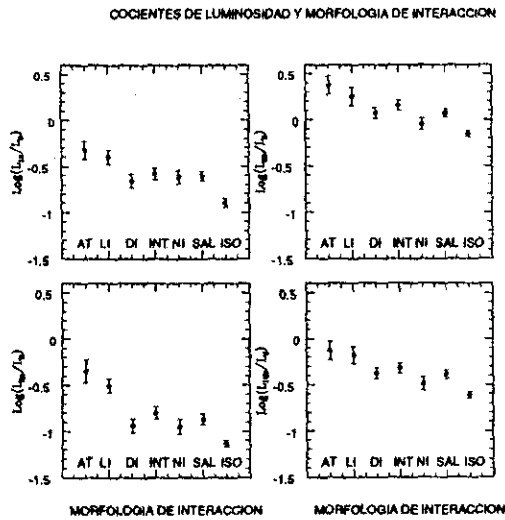 COCIENTES DE LUMINOSIDAD Y MORFOLOGIA DE INTERACCION
0.5
0
-0.5
-1
-1.5
AT LI DI INT NI SAL ISO
0.5
0
-0.5
-1
-1.5
AT LI DI INT NI SAL ISO
0.5
0
-0.5
-1
-1.5
AT LI DI INT NI SAL ISO
MORFOLOGIA DE INTERACCION
0.5
0
-0.5
-1
-1.5
AT LI DI INT NI SAL ISO
MORFOLOGIA DE INTERACCION